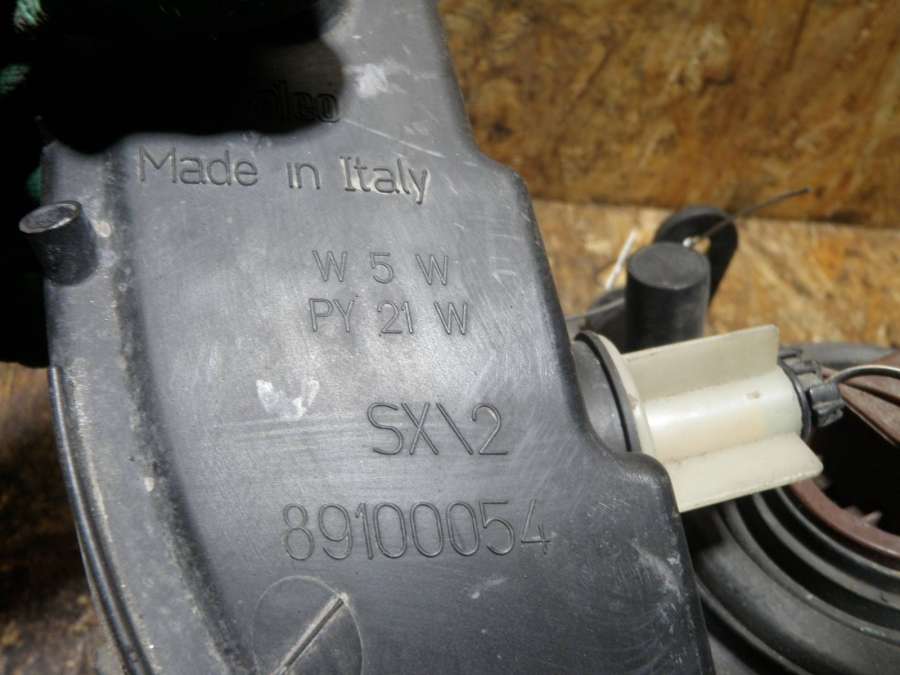 Made in Italy
W 5 W
PY 21 W
SX\2
89100054